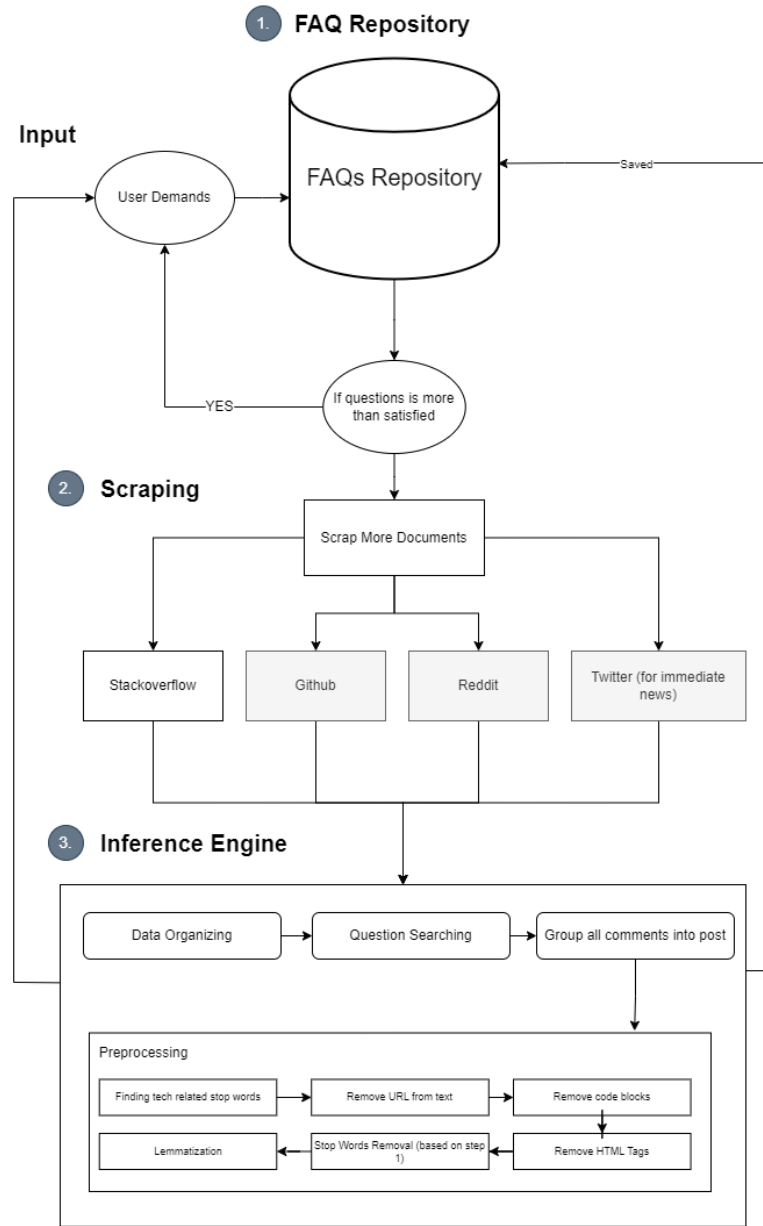 1.
FAQ Repository
Input
User Demands
FAQs Repository
Saved
If questions is more
than satisfied
YES
2.
Scraping
Scrap More Documents
Stackoverflow
Github
Reddit
Twitter (for immediate
news)
3.
Inference Engine
Data Organizing
Question Searching
Group all comments into post
Preprocessing
Finding tech related stop words
Remove URL from text
Remove code blocks
Lemmatization
Stop Words Removal (based on step
1)
Remove HTML Tags